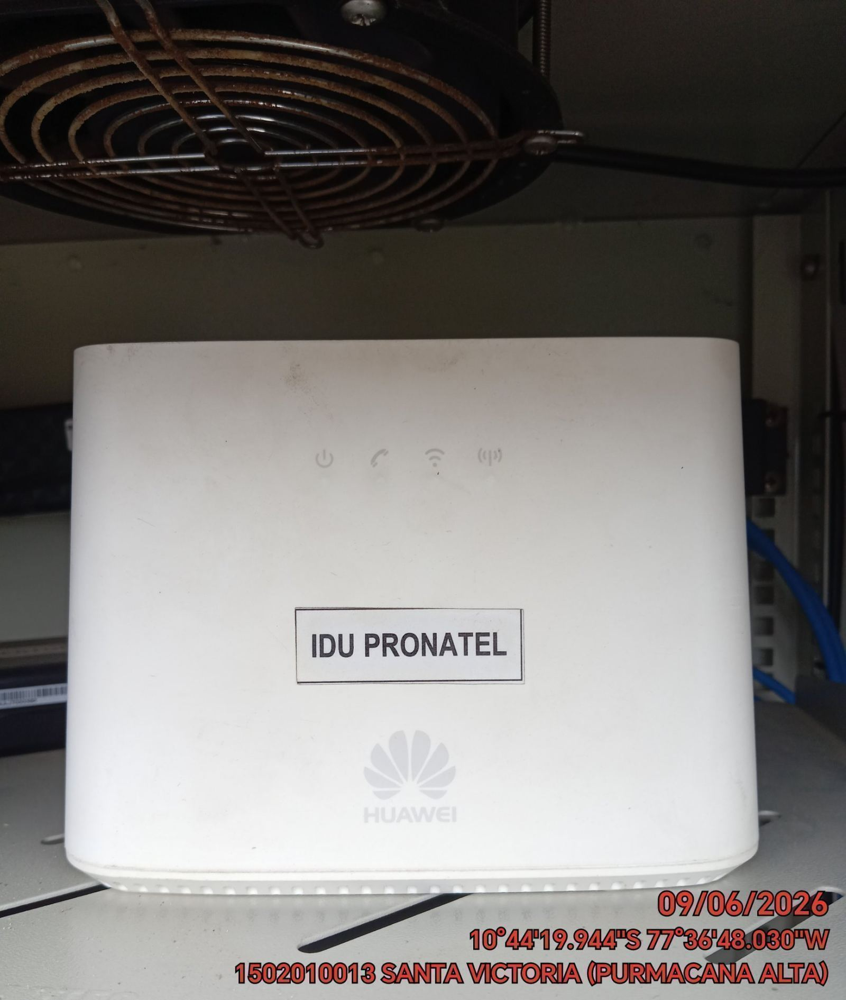 IDU PRONATEL
HUAWEI
09/06/2026
10°44'19.944"S 77°36'48.030"W
1502010013 SANTA VICTORIA (PURMACANA ALTA)